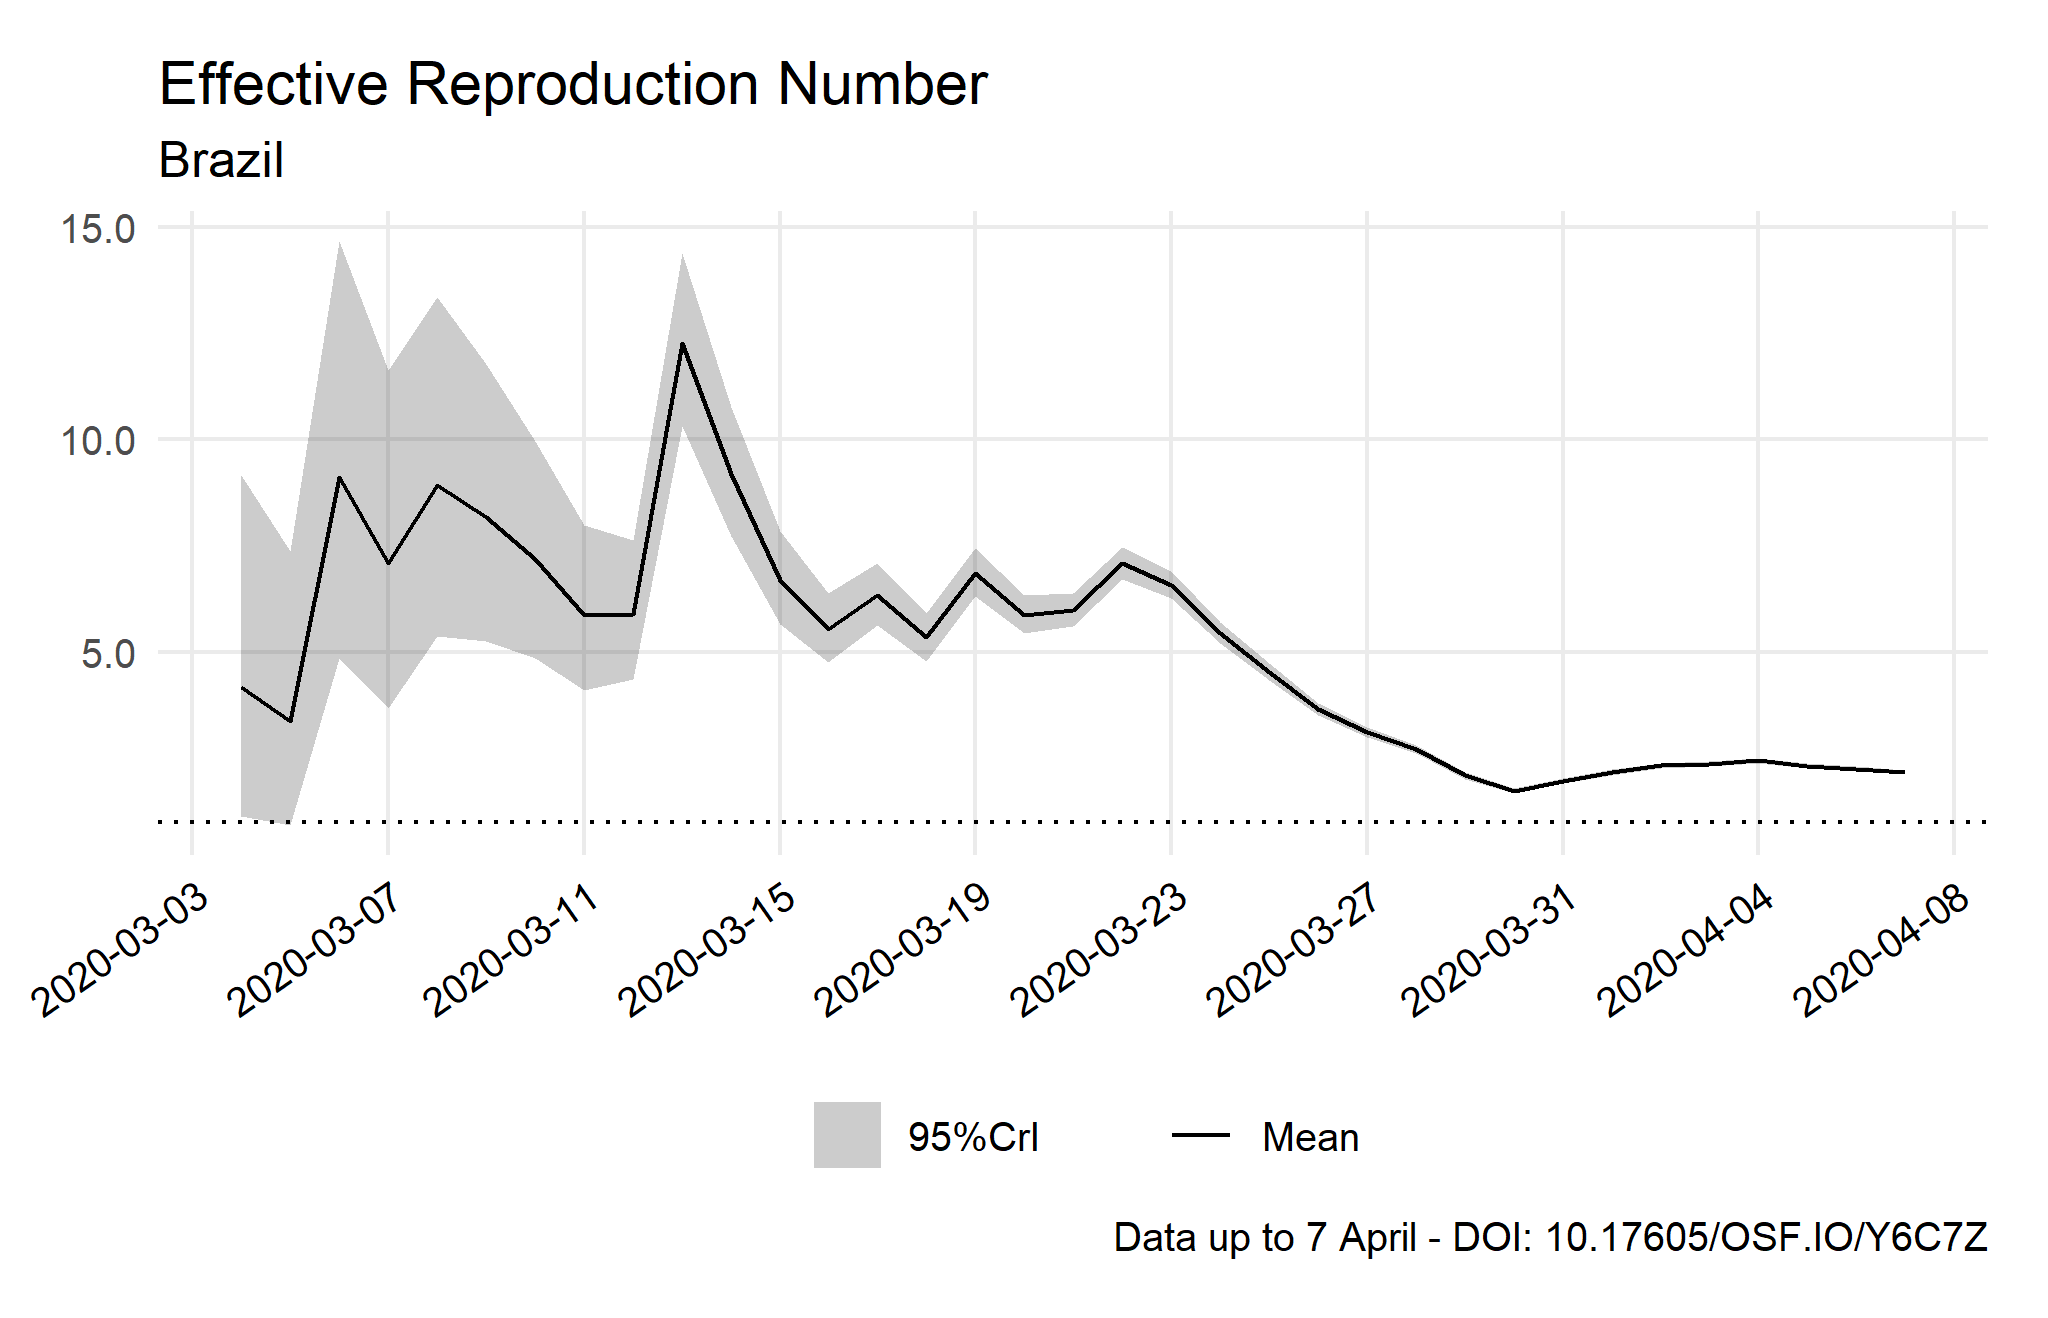 Effective Reproduction Number
Brazil
15.0
10.0
5.0
2020-03-03
2020-03-07
2020-03-11
2020-03-15
2020-03-19
2020-03-23
2020-03-27
2020-03-31
2020-04-04
2020-04-08
95%CrI
Mean
Data up to 7 April - DOI: 10.17605/OSF.IO/Y6C7Z